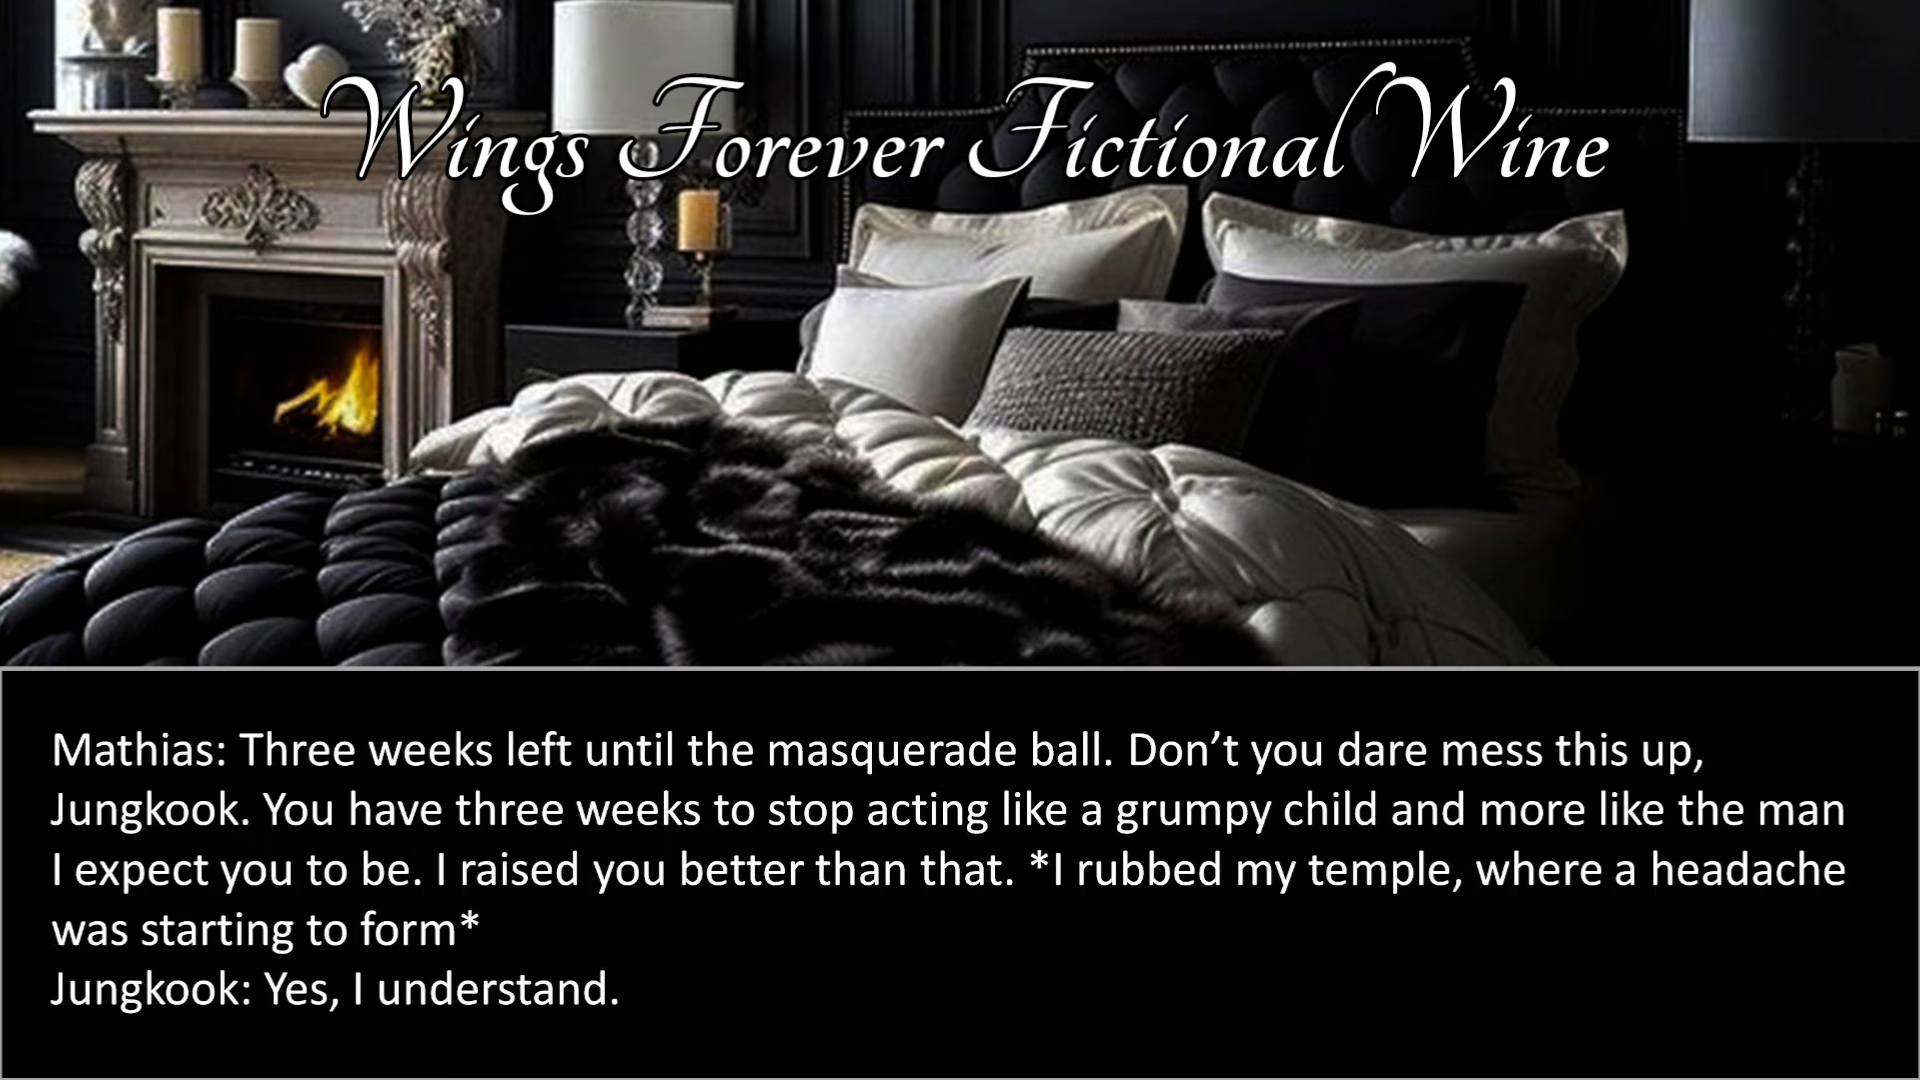 Wings Forever Fictional Wine
Mathias: Three weeks left until the masquerade ball. Don’t you dare mess this up,
Jungkook. You have three weeks to stop acting like a grumpy child and more like the man
I expect you to be. I raised you better than that. *I rubbed my temple, where a headache
was starting to form*
Jungkook: Yes, I understand.